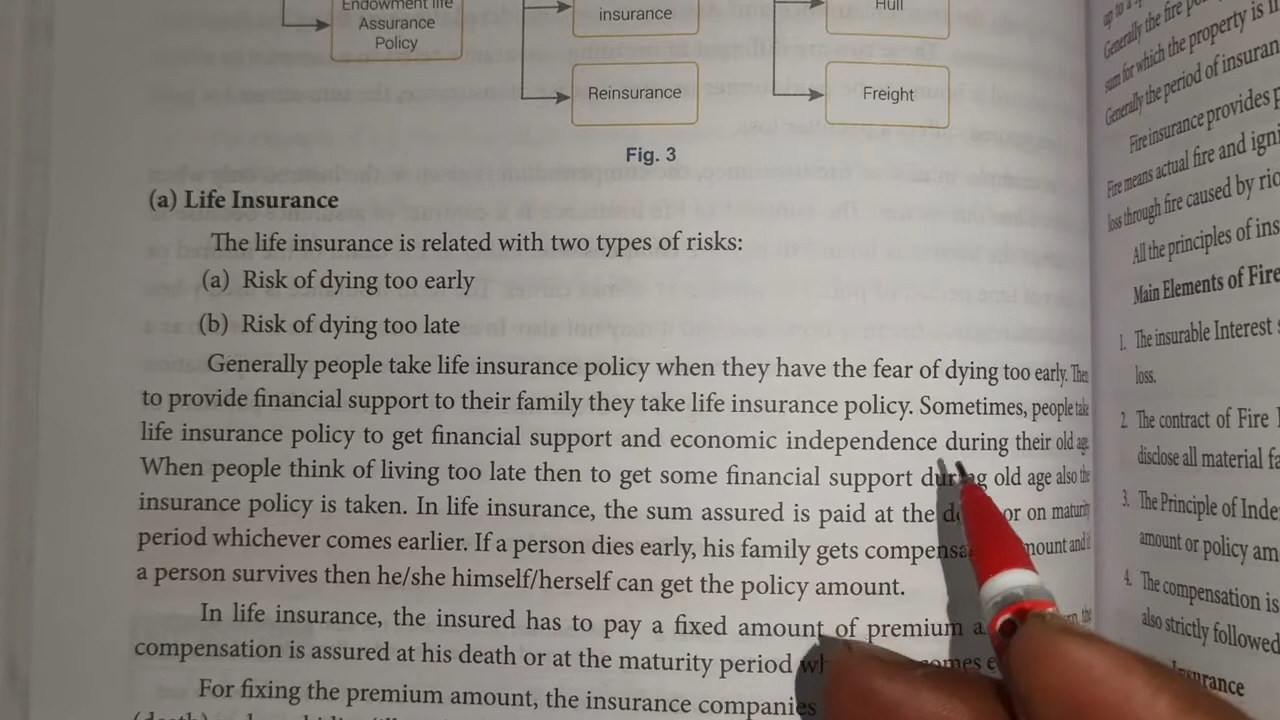 Endowment life
Assurance
Policy
insurance
Hull
Reinsurance
Freight
Fig. 3
(a) Life Insurance
The life insurance is related with two types of risks:
(a) Risk of dying too early
(b) Risk of dying too late
Generally people take life insurance policy when they have the fear of dying too early. Then
to provide financial support to their family they take life insurance policy. Sometimes, people take
life insurance policy to get financial support and economic independence during their old age.
When people think of living too late then to get some financial support during old age also the
insurance policy is taken. In life insurance, the sum assured is paid at the or on maturity
period whichever comes earlier. If a person dies early, his family gets amount and if
a person survives then he/she himself/herself can get the policy amount.
In life insurance, the insured has to pay a fixed amount of premium
compensation is assured at his death or at the maturity period
For fixing the premium amount, the insurance companies
(death)
up to a
Generally the fire
sum for which the property is
Generally the period of
Fire insurance provides
Fire means actual fire and
loss through fire caused by
All the principles of
Main Elements of Fire
1. The insurable Interest
loss.
2. The contract of Fire
disclose all material
3. The Principle of
amount or policy
4. The compensation is
also strictly followed